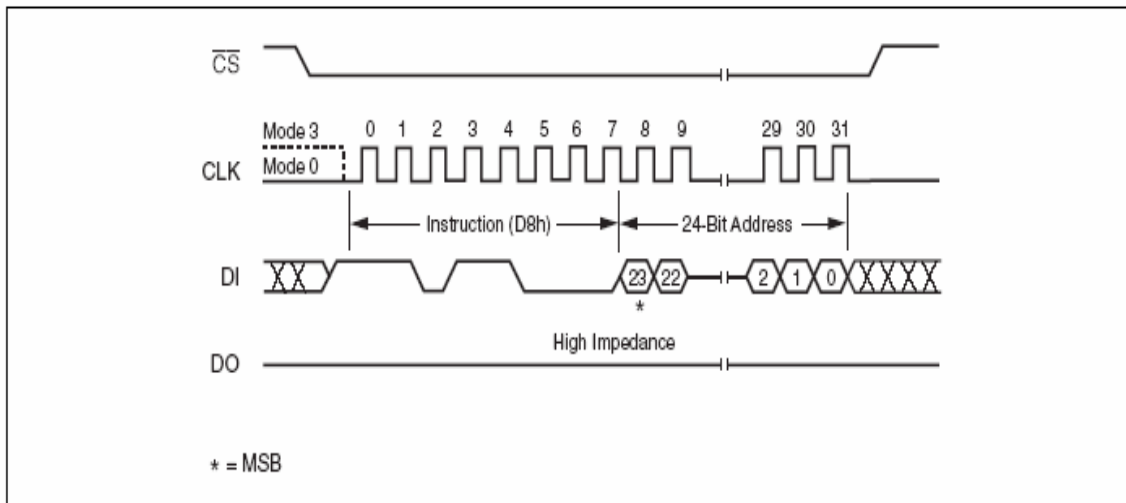 CS
Mode 3
0 1 2 3 4 5 6 7 8 9 29 30 31
Mode 0
CLK
Instruction (D8h) 24-Bit Address
DI
23 22 2 1 0
*
High Impedance
DO
* = MSB